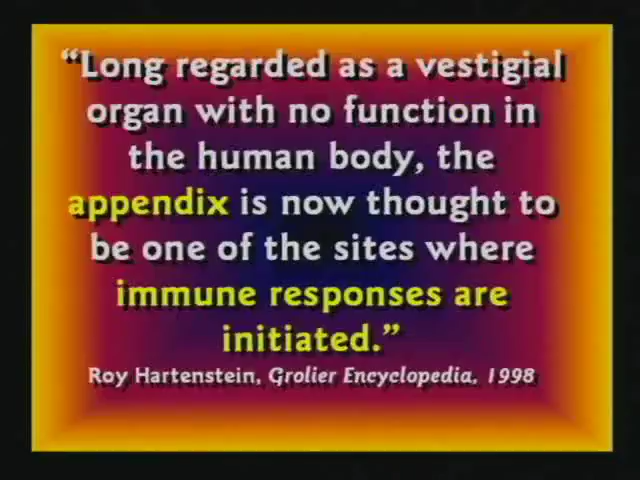 “Long regarded as a vestigial
organ with no function in
the human body, the
appendix is now thought to
be one of the sites where
immune responses are
initiated.”
Roy Hartenstein, Grolier Encyclopedia, 1998